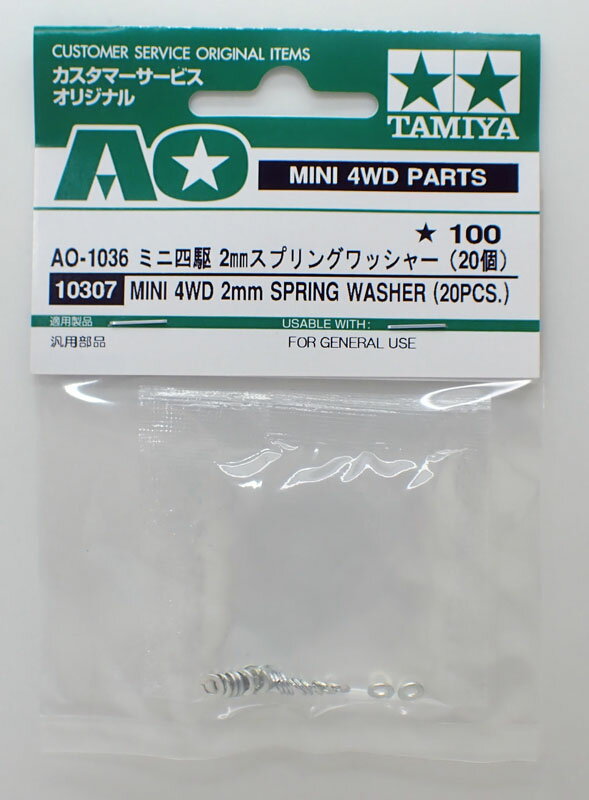 CUSTOMER SERVICE ORIGINAL ITEMS
カスタマーサービス
オリジナル
TAMIYA
AO
MINI 4WD PARTS
★ 100
AO-1036 ミニ四駆 2mmスプリングワッシャー (20個)
10307 MINI 4WD 2mm SPRING WASHER (20PCS.)
適用製品 USABLE WITH:
汎用部品 FOR GENERAL USE